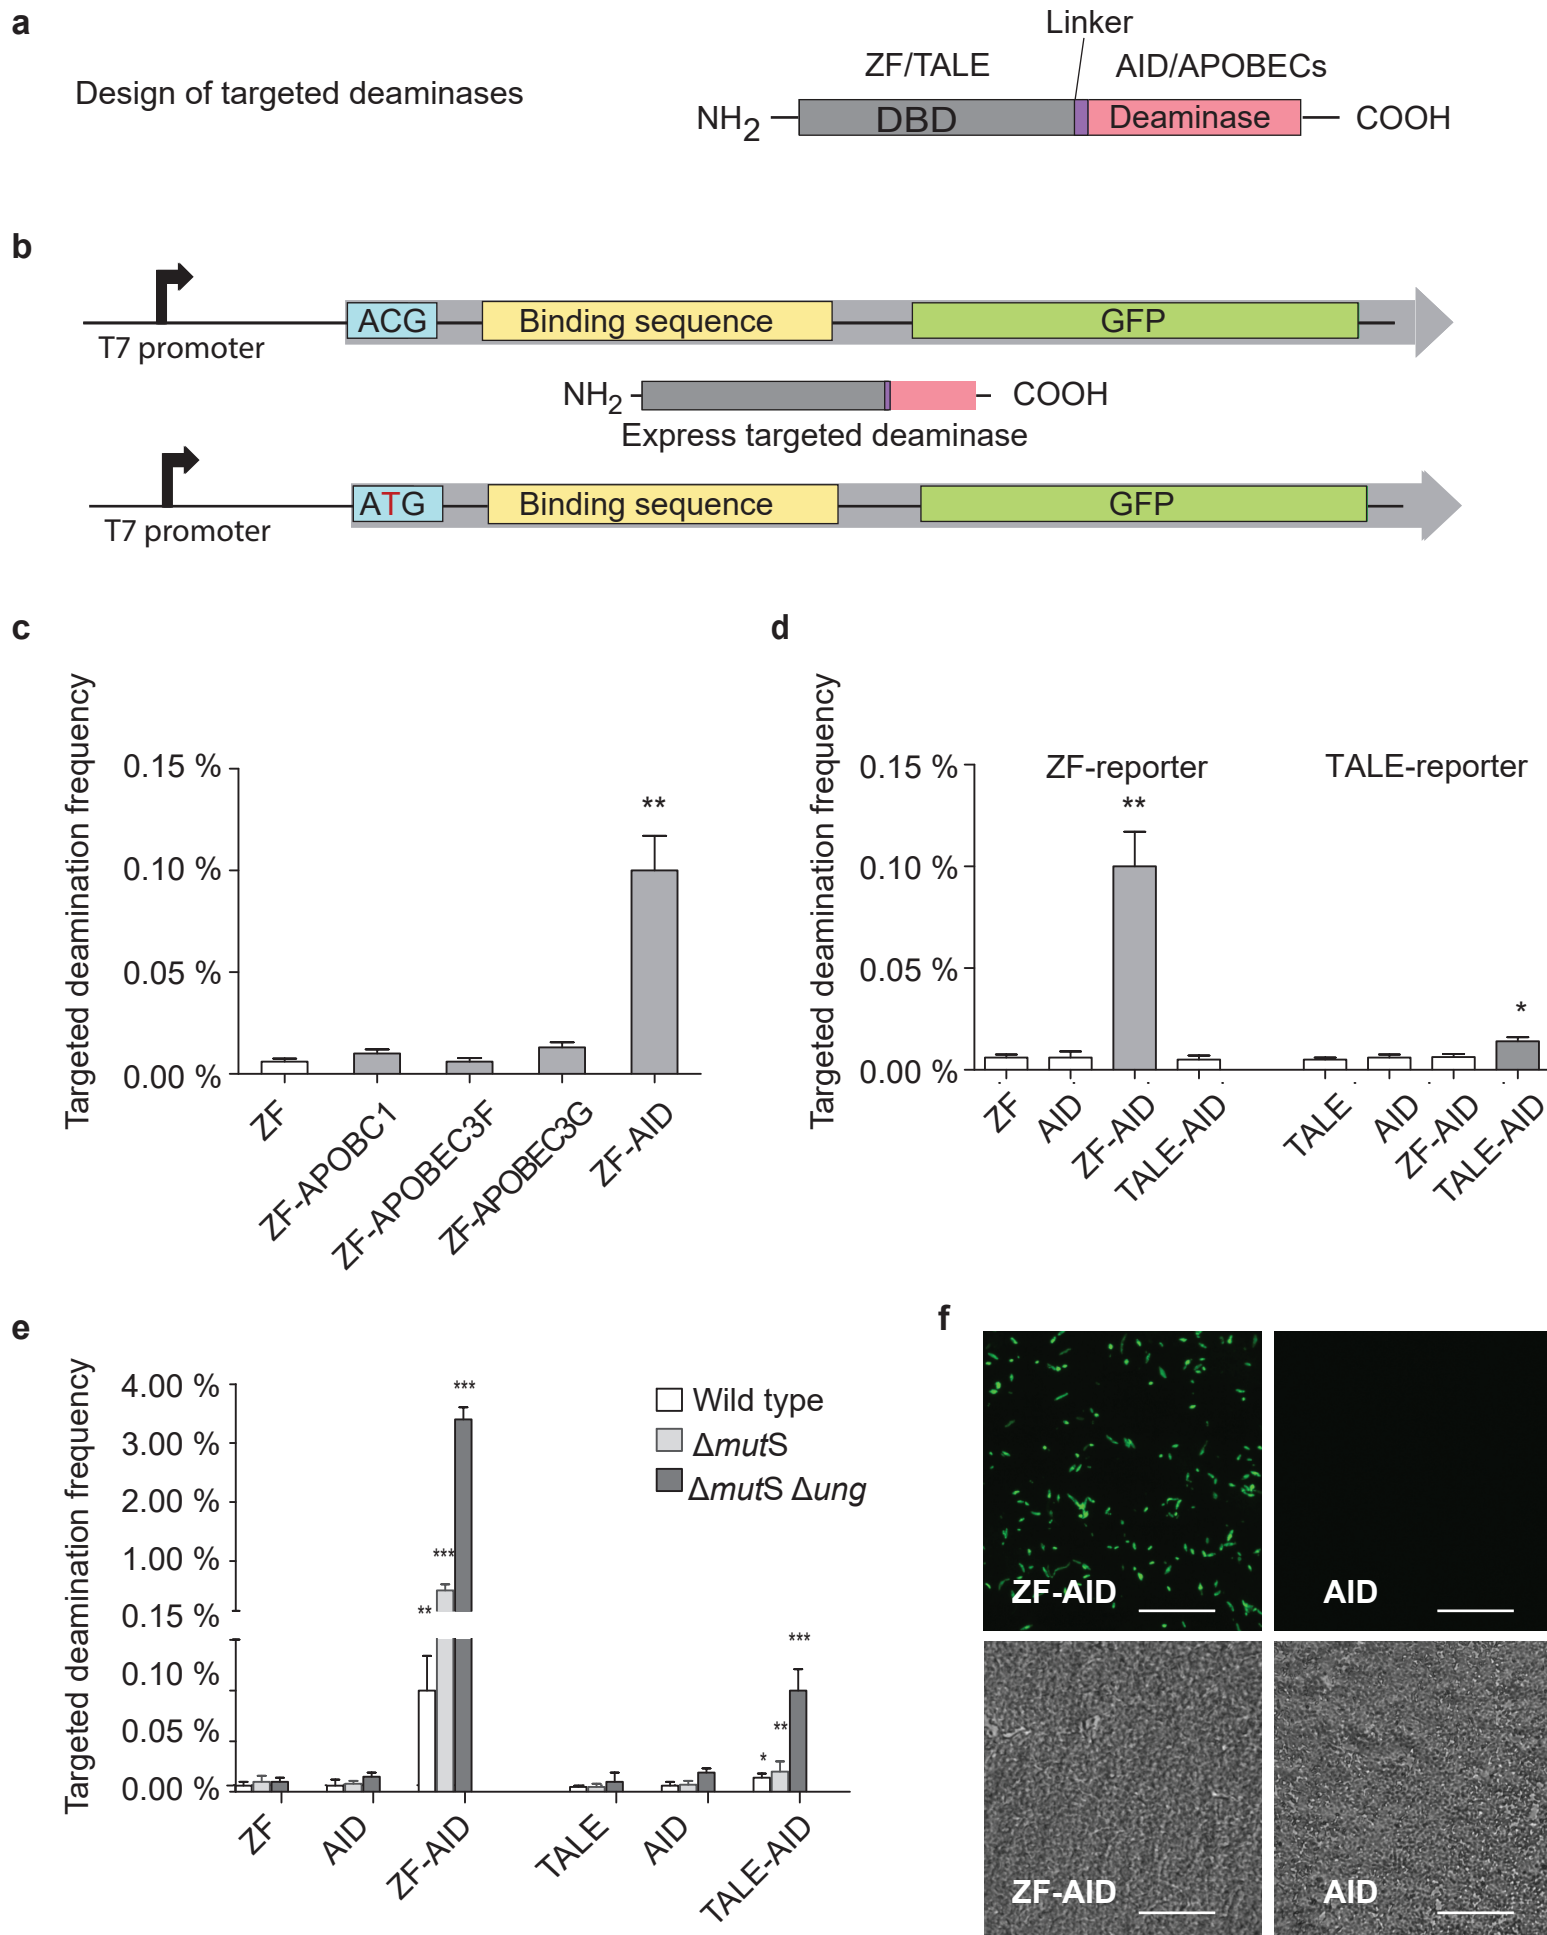 a
Linker
ZF/TALE
AID/APOBECs
Design of targeted deaminases
NH2
DBD
Deaminase
COOH
b
ACG
Binding sequence
GFP
T7 promoter
NH2
COOH
Express targeted deaminase
ATG
Binding sequence
GFP
T7 promoter
c
Targeted deamination frequency
0.15 %
0.10 %
0.05 %
0.00 %
**
ZF
ZF-APOBC1
ZF-APOBEC3F
ZF-APOBEC3G
ZF-AID
d
Targeted deamination frequency
0.15 %
0.10 %
0.05 %
0.00 %
ZF-reporter
TALE-reporter
**
*
ZF
AID
ZF-AID
TALE-AID
TALE
AID
ZF-AID
TALE-AID
e
Targeted deamination frequency
4.00 %
3.00 %
2.00 %
1.00 %
0.15 %
0.10 %
0.05 %
0.00 %
**
***
***
*
**
***
Wild type
ΔmutS
ΔmutS Δung
ZF
AID
ZF-AID
TALE
AID
TALE-AID
f
ZF-AID
AID
ZF-AID
AID